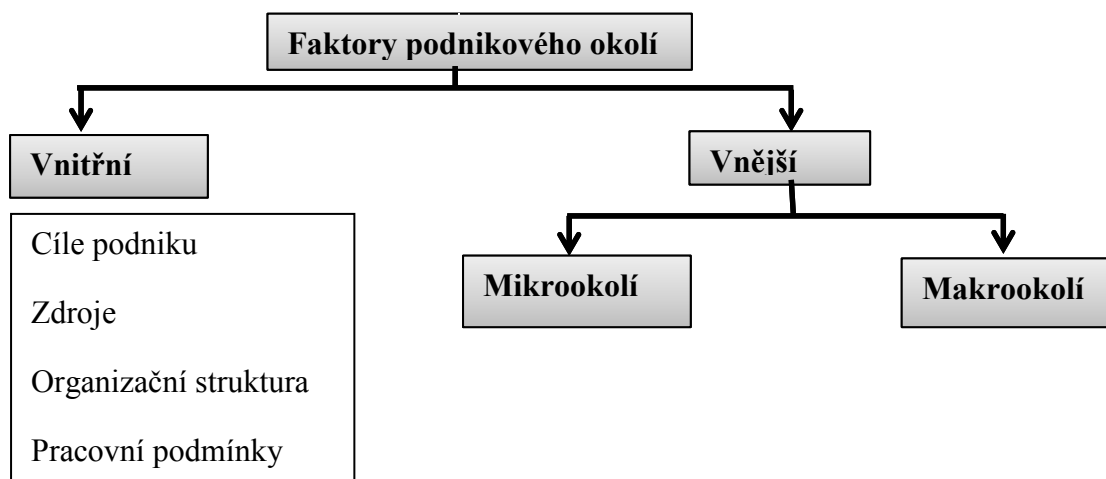 Faktory podnikového okolí
Vnitřní
Vnější
Cíle podniku
Zdroje
Organizační struktura
Pracovní podmínky
Mikrookolí
Makrookolí